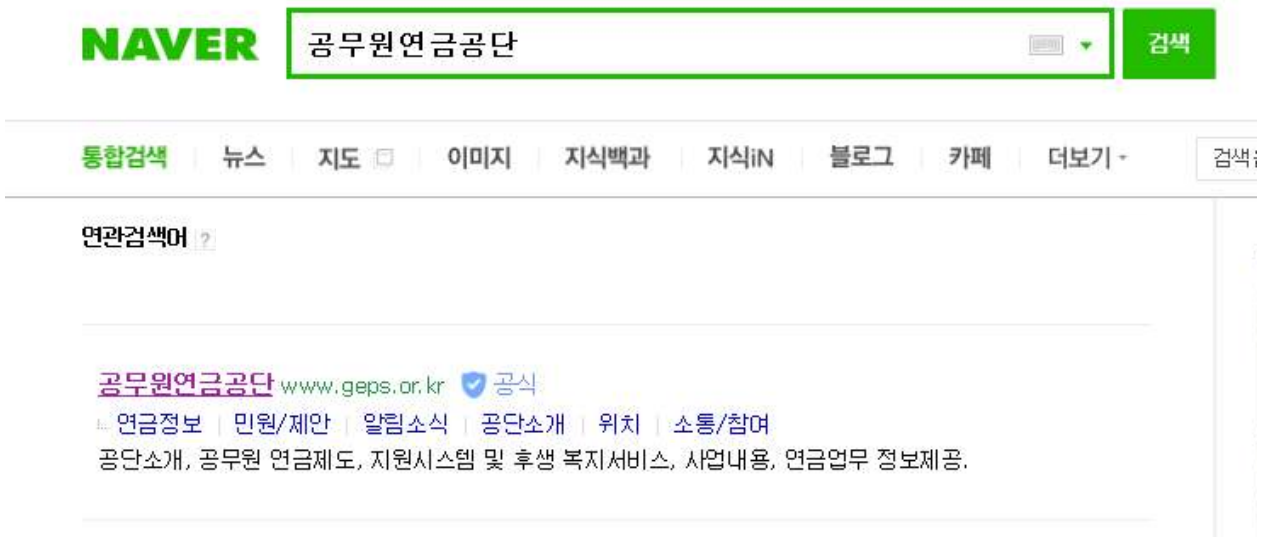 NAVER 공무원연금공단 검색
통합검색 뉴스 지도 이미지 지식백과 지식iN 블로그 카페 더보기 검색
연관검색어 ?
공무원연금공단 www.geps.or.kr 공식
연금정보 민원/제안 알림소식 공단소개 위치 소통/참여
공단소개, 공무원 연금제도, 지원시스템 및 후생 복지서비스, 사업내용, 연금업무 정보제공.